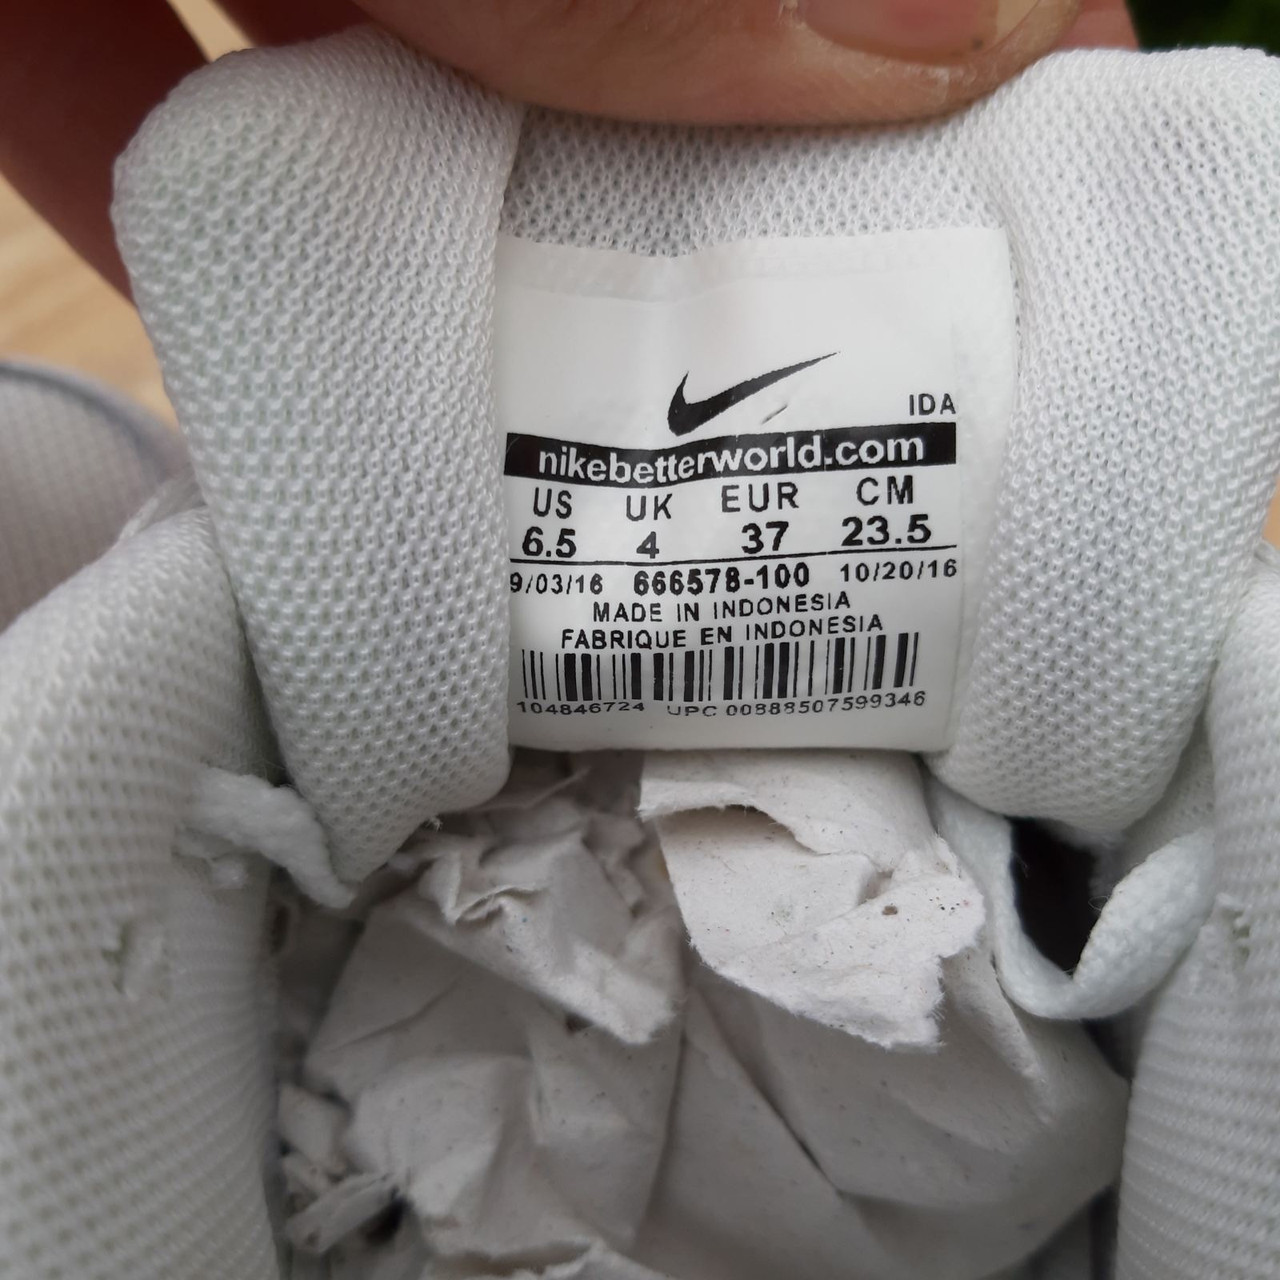 IDA
nikebetterworld.com
US UK EUR CM
6.5 4 37 23.5
9/03/16 666578-100 10/20/16
MADE IN INDONESIA
FABRIQUE EN INDONESIA
104846724 UPC 00888507599346